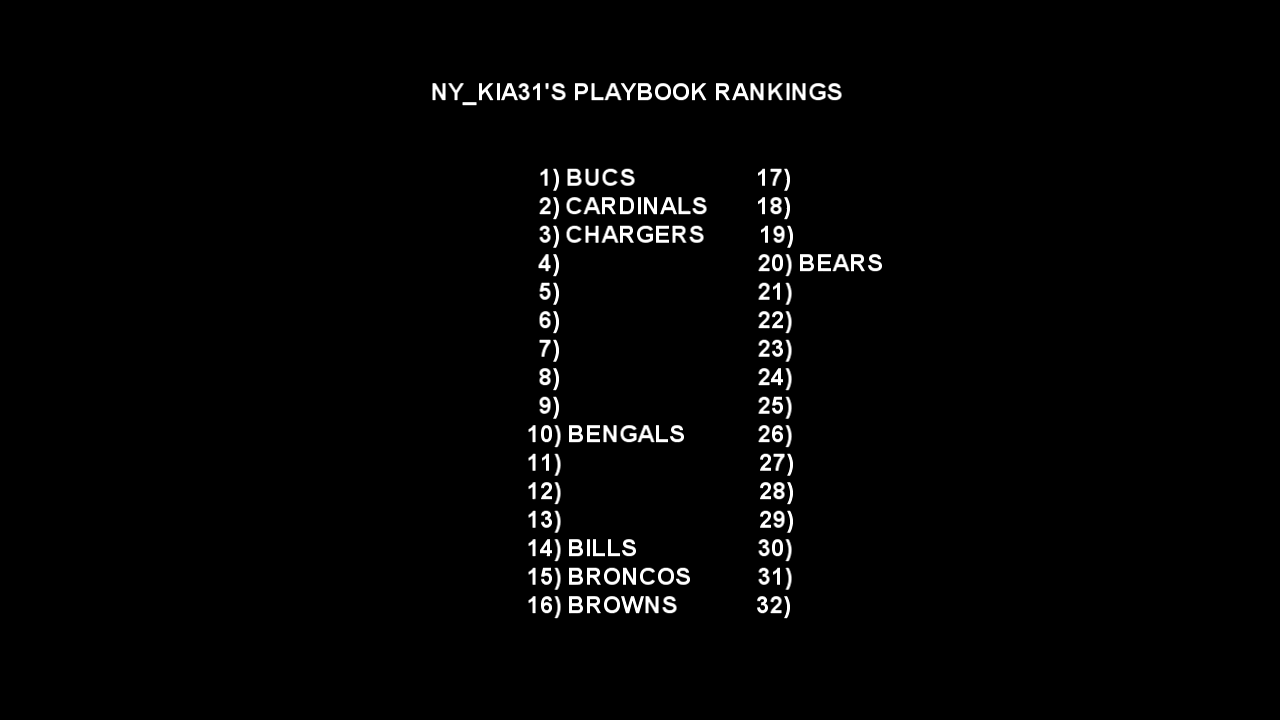 NY_KIA31'S PLAYBOOK RANKINGS
1) BUCS
2) CARDINALS
3) CHARGERS
4)
5)
6)
7)
8)
9)
10) BENGALS
11)
12)
13)
14) BILLS
15) BRONCOS
16) BROWNS
17)
18)
19)
20) BEARS
21)
22)
23)
24)
25)
26)
27)
28)
29)
30)
31)
32)